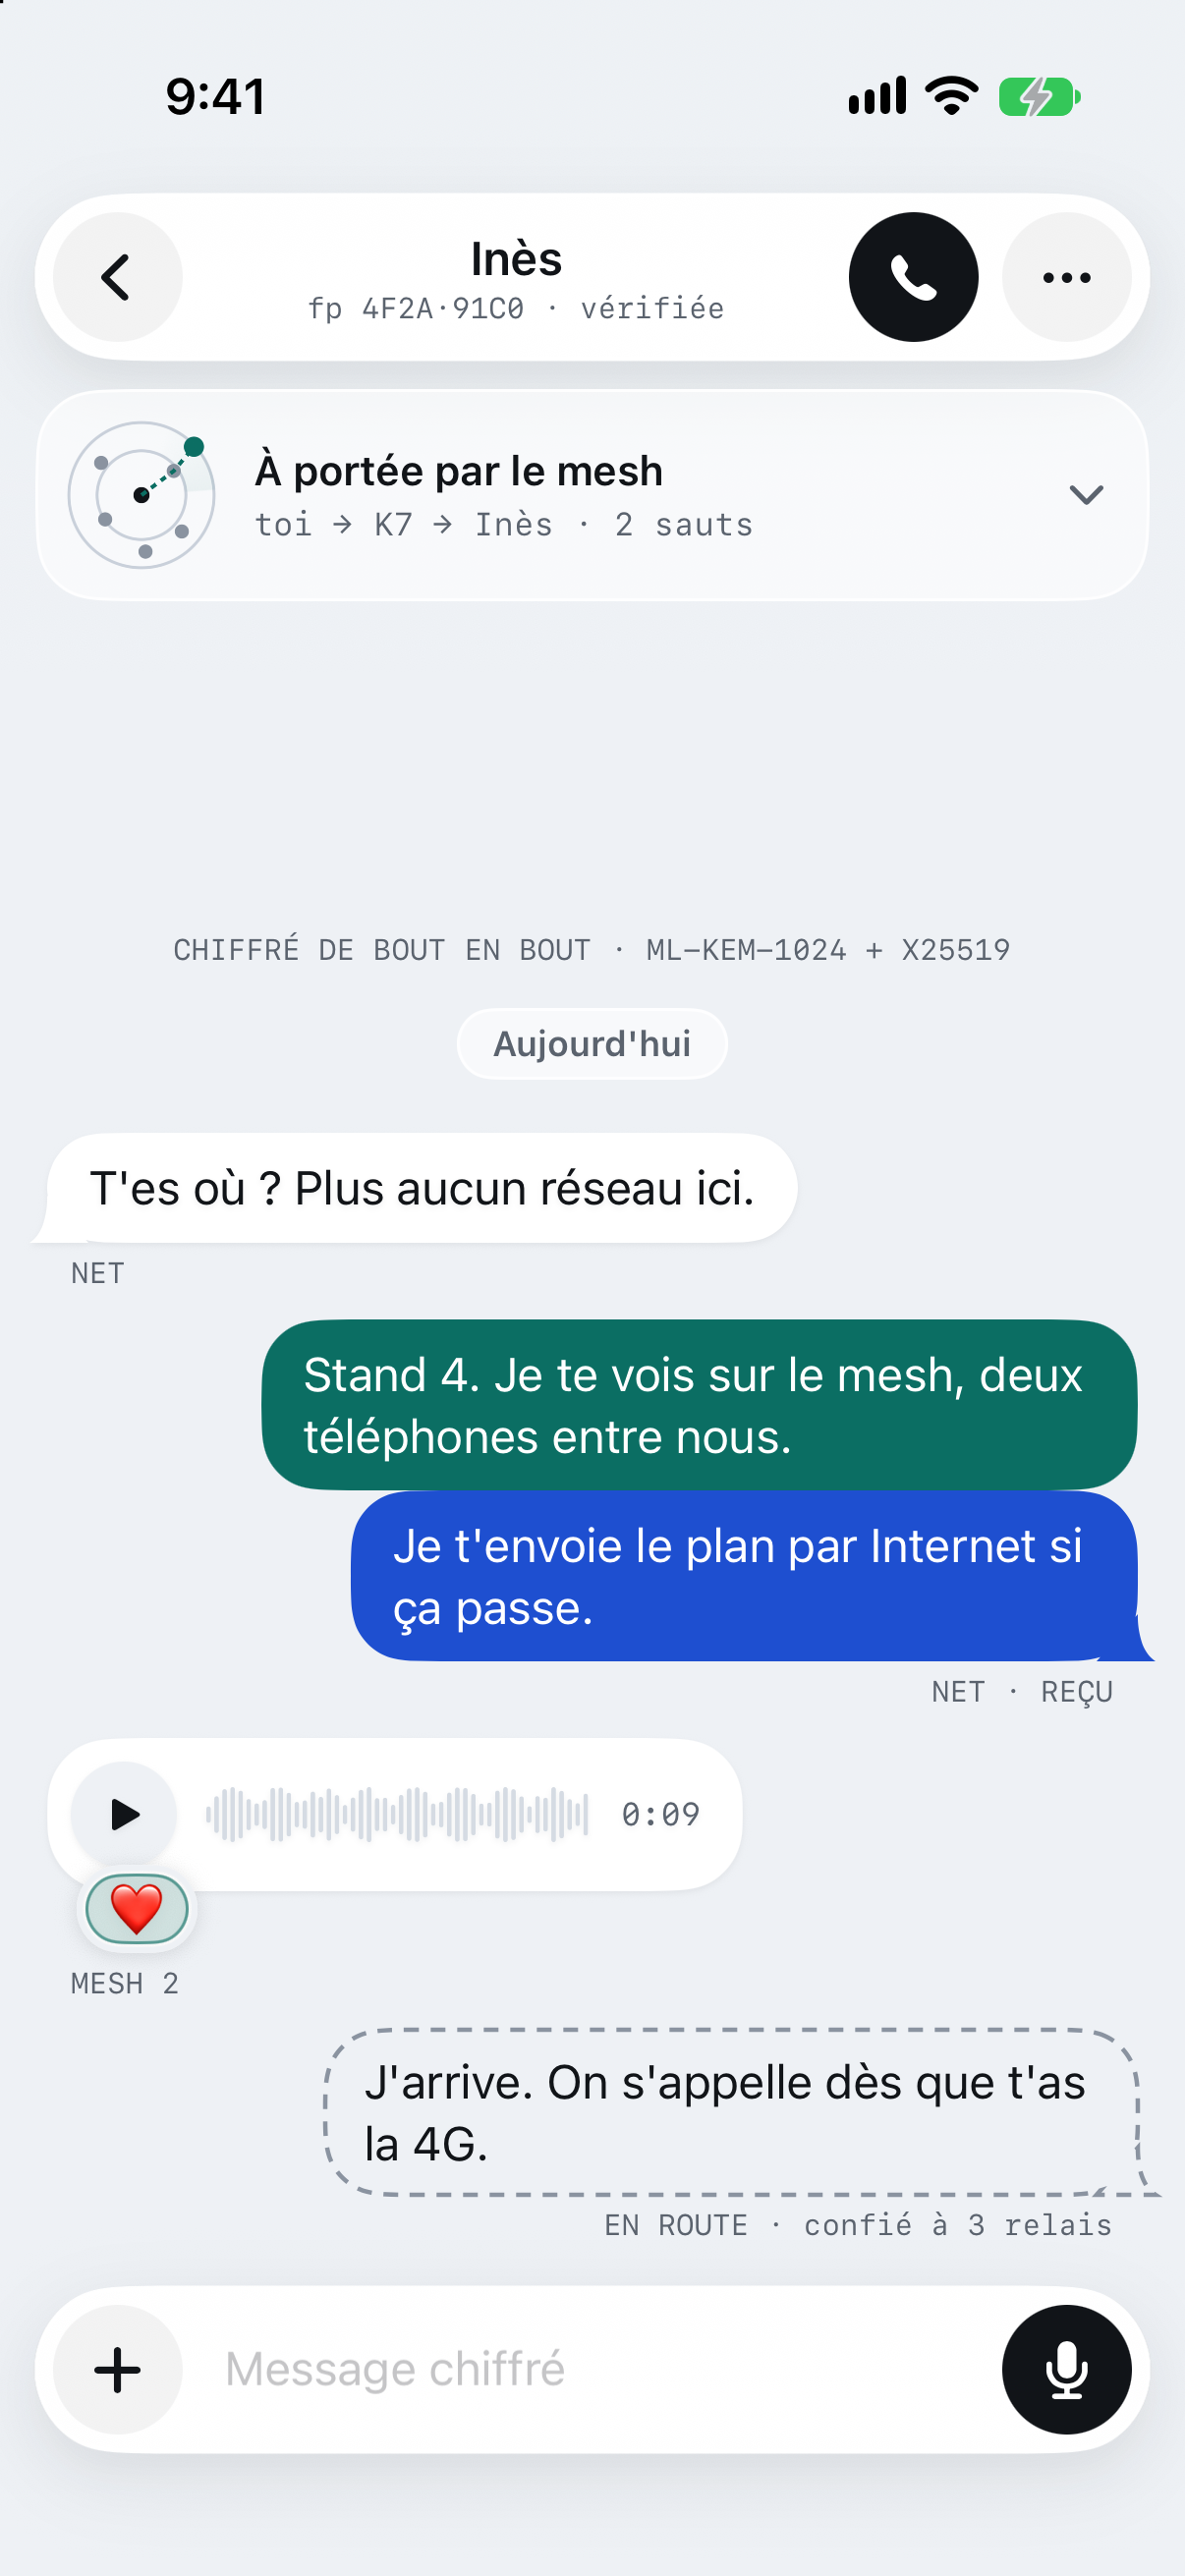 9:41
Inès
fp 4F2A·91C0 · vérifiée
À portée par le mesh
toi → K7 → Inès · 2 sauts
CHIFFRÉ DE BOUT EN BOUT · ML-KEM-1024 + X25519
Aujourd'hui
T'es où ? Plus aucun réseau ici.
NET
Stand 4. Je te vois sur le mesh, deux
téléphones entre nous.
Je t'envoie le plan par Internet si
ça passe.
NET · REÇU
0:09
MESH 2
J'arrive. On s'appelle dès que t'as
la 4G.
EN ROUTE · confié à 3 relais
Message chiffré